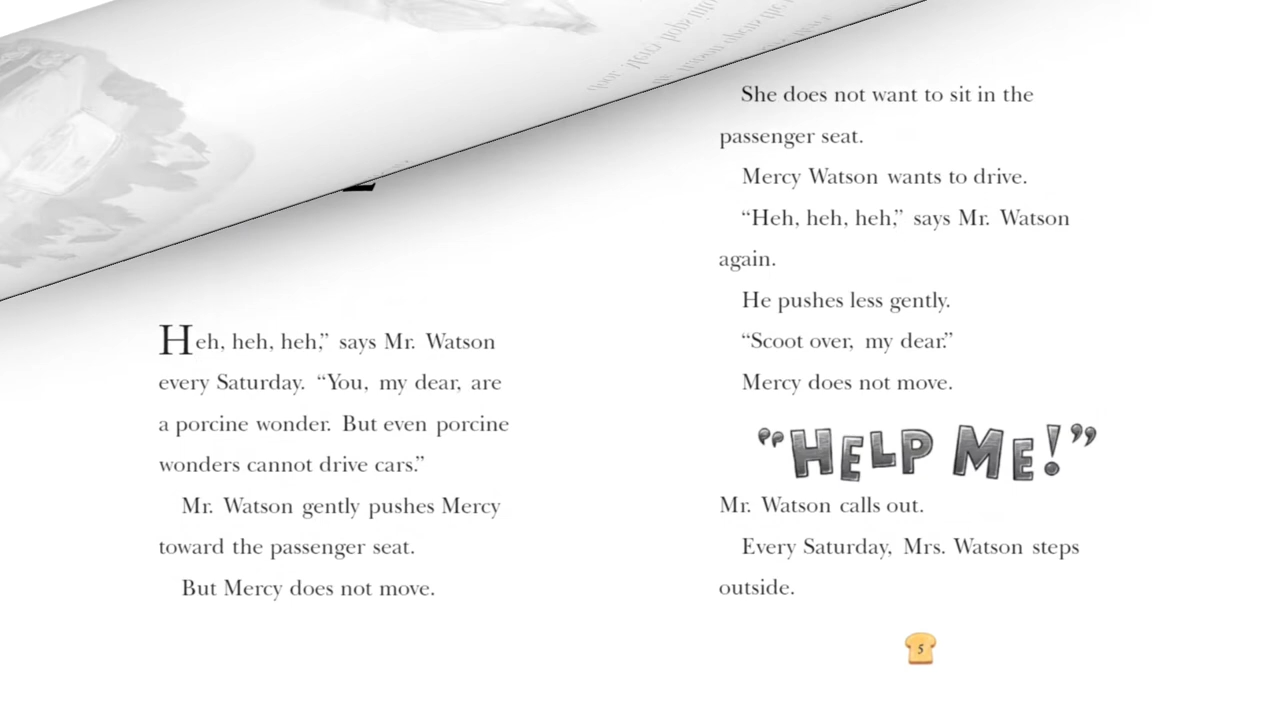 Heh, heh, heh,” says Mr. Watson
every Saturday. “You, my dear, are
a porcine wonder. But even porcine
wonders cannot drive cars.”
Mr. Watson gently pushes Mercy
toward the passenger seat.
But Mercy does not move.
She does not want to sit in the
passenger seat.
Mercy Watson wants to drive.
“Heh, heh, heh,” says Mr. Watson
again.
He pushes less gently.
“Scoot over, my dear.”
Mercy does not move.
“HELP ME!”
Mr. Watson calls out.
Every Saturday, Mrs. Watson steps
outside.
5